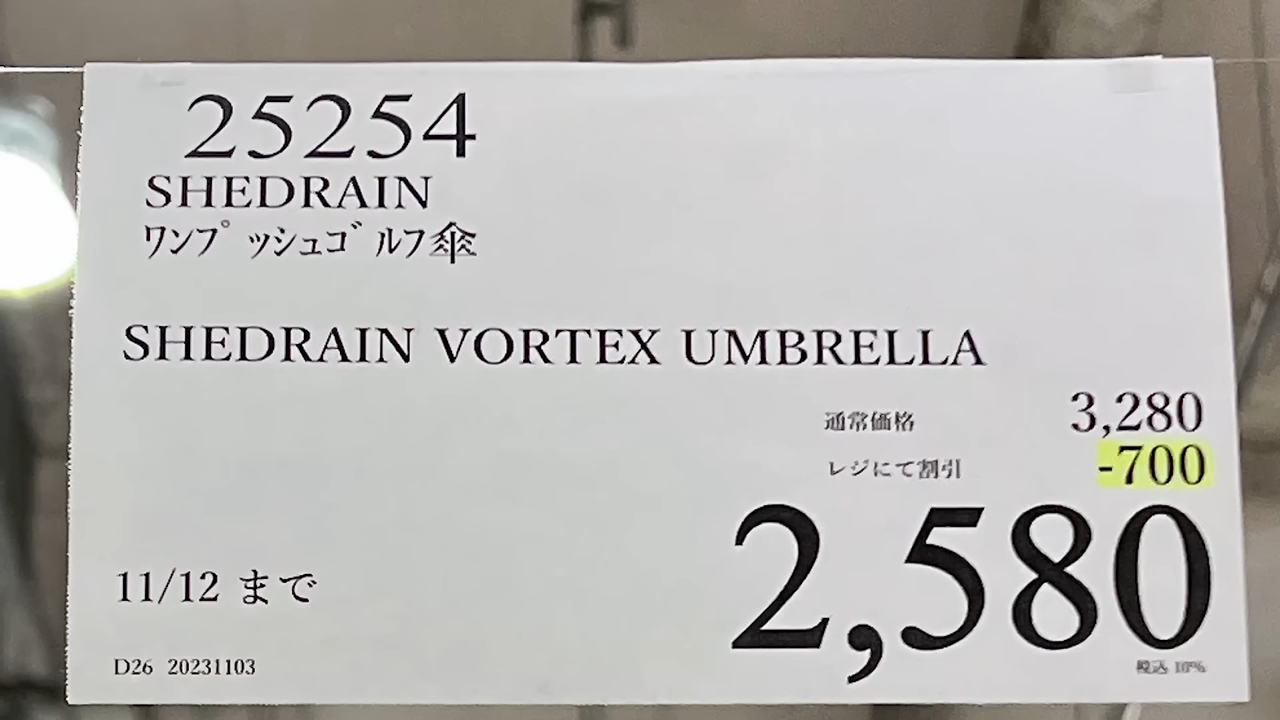 25254
SHEDRAIN
ﾜﾝﾌﾟｯｼｭｺﾞﾙﾌ傘
SHEDRAIN VORTEX UMBRELLA
通常価格 3,280
レジにて割引 -700
2,580
税込 10%
11/12 まで
D26 20231103